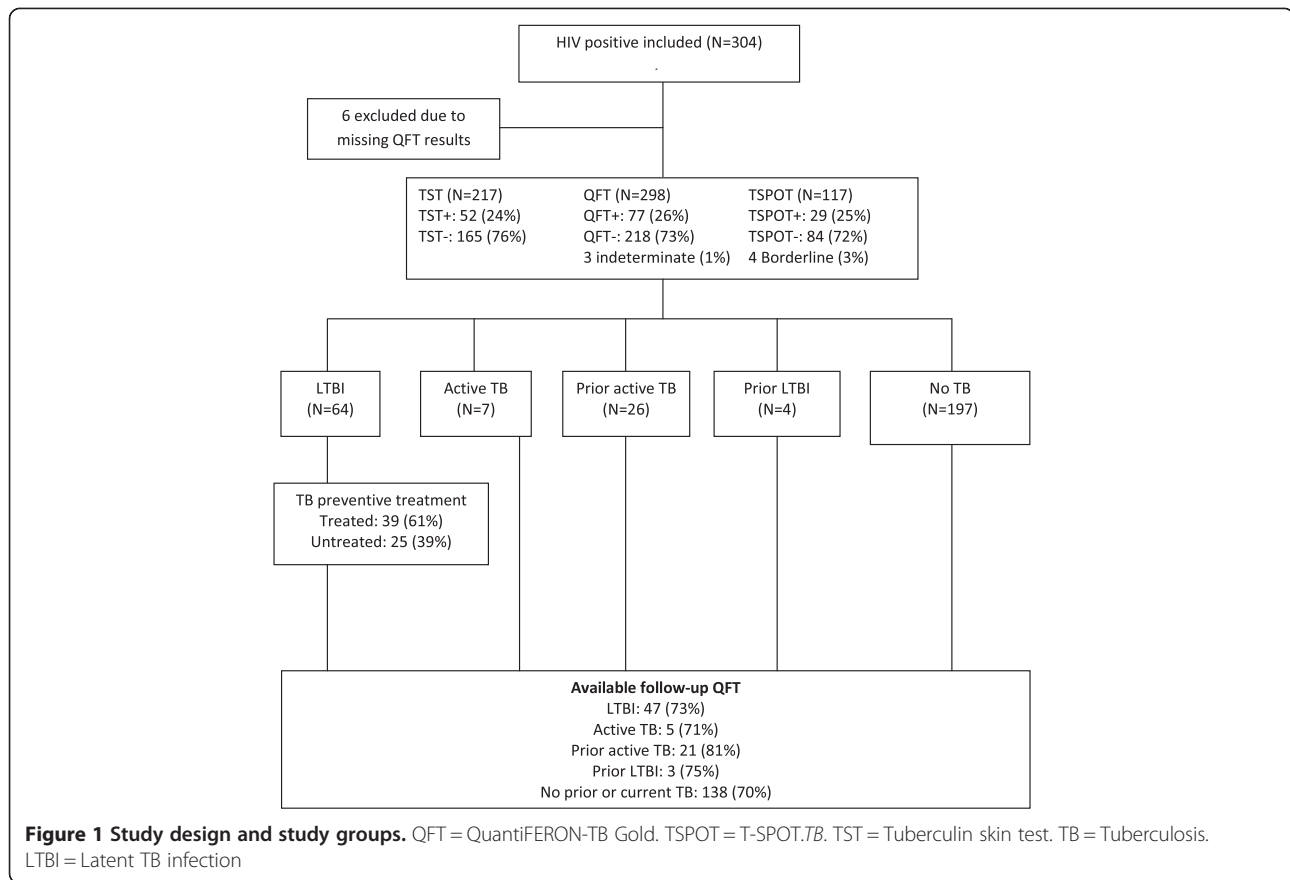 HIV positive included (N=304)
.
6 excluded due to
missing QFT results
TST (N=217)
TST+: 52 (24%)
TST-: 165 (76%)
QFT (N=298)
QFT+: 77 (26%)
QFT-: 218 (73%)
3 indeterminate (1%)
TSPOT (N=117)
TSPOT+: 29 (25%)
TSPOT-: 84 (72%)
4 Borderline (3%)
LTBI
(N=64)
Active TB
(N=7)
Prior active TB
(N=26)
Prior LTBI
(N=4)
No TB
(N=197)
TB preventive treatment
Treated: 39 (61%)
Untreated: 25 (39%)
Available follow-up QFT
LTBI: 47 (73%)
Active TB: 5 (71%)
Prior active TB: 21 (81%)
Prior LTBI: 3 (75%)
No prior or current TB: 138 (70%)
Figure 1 Study design and study groups. QFT = QuantiFERON-TB Gold. TSPOT = T-SPOT.TB. TST = Tuberculin skin test. TB = Tuberculosis.
LTBI = Latent TB infection